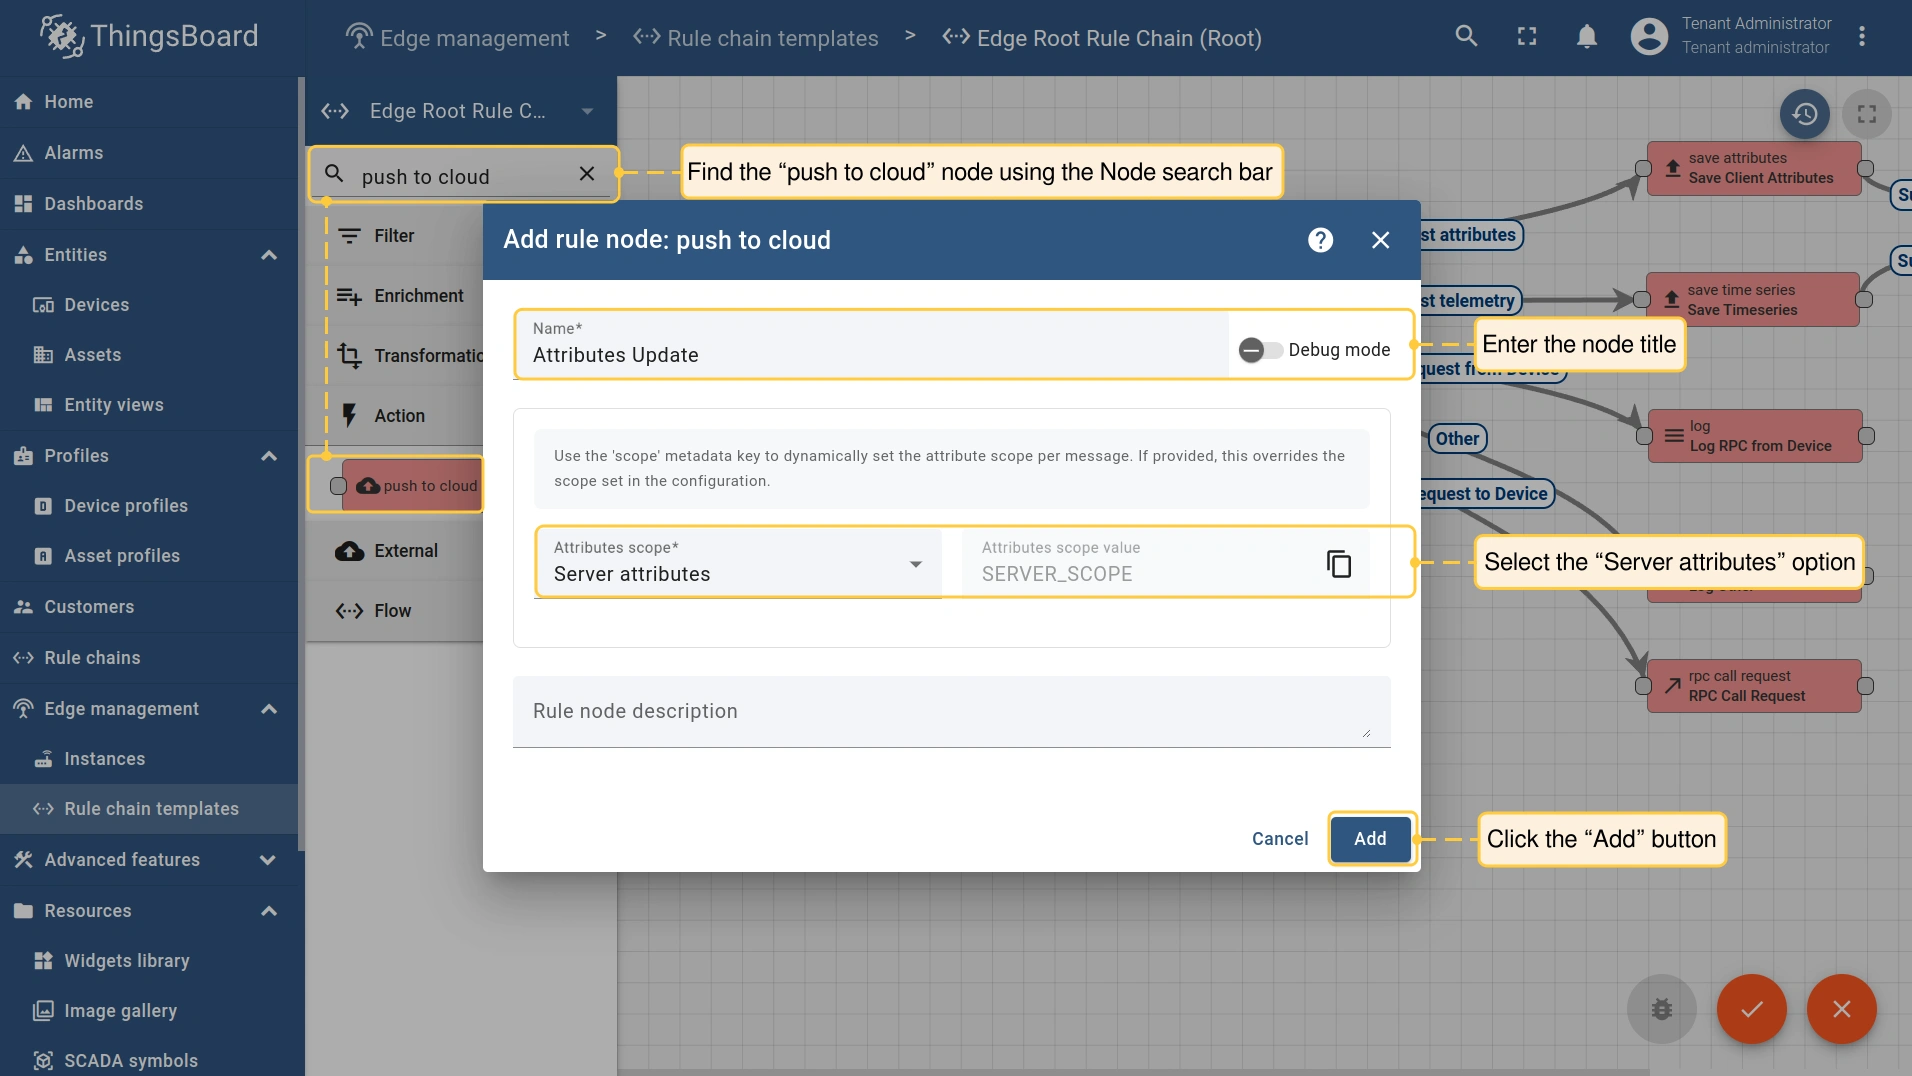 ThingsBoard
Edge management > Rule chain templates > Edge Root Rule Chain (Root)
Tenant Administrator
Tenant administrator
Home
Alarms
Dashboards
Entities
Devices
Assets
Entity views
Profiles
Device profiles
Asset profiles
Customers
Rule chains
Edge management
Instances
Rule chain templates
Advanced features
Resources
Widgets library
Image gallery
SCADA symbols
Edge Root Rule C...
push to cloud
Find the “push to cloud” node using the Node search bar
Filter
Enrichment
Transformatio
Action
push to cloud
External
Flow
Add rule node: push to cloud
Name*
Attributes Update
Debug mode
Enter the node title
Use the 'scope' metadata key to dynamically set the attribute scope per message. If provided, this overrides the
scope set in the configuration.
Attributes scope*
Server attributes
Attributes scope value
SERVER_SCOPE
Select the “Server attributes” option
Rule node description
Cancel
Add
Click the “Add” button
st attributes
st telemetry
quest from Device
Other
equest to Device
save attributes
Save Client Attributes
Su
save time series
Save Timeseries
Su
log
Log RPC from Device
rpc call request
RPC Call Request